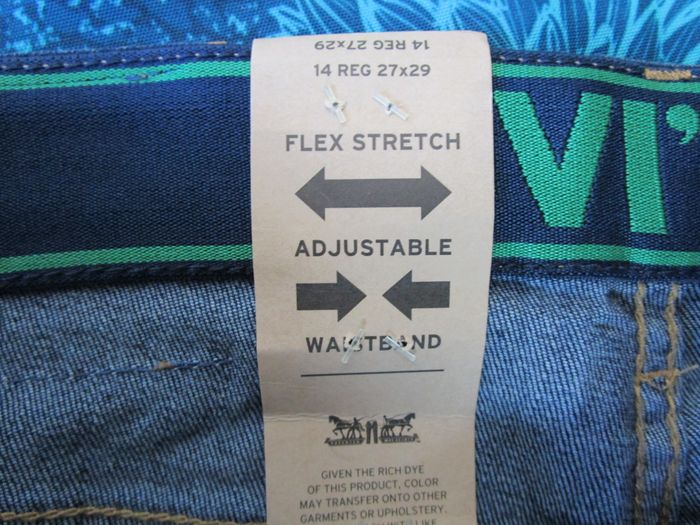 14 REG 27x29
14 REG 27x29
FLEX STRETCH
VI'
ADJUSTABLE
WAISTBAND
GIVEN THE RICH DYE
OF THIS PRODUCT, COLOR
MAY TRANSFER ONTO OTHER
GARMENTS OR UPHOLSTERY.
LIKE